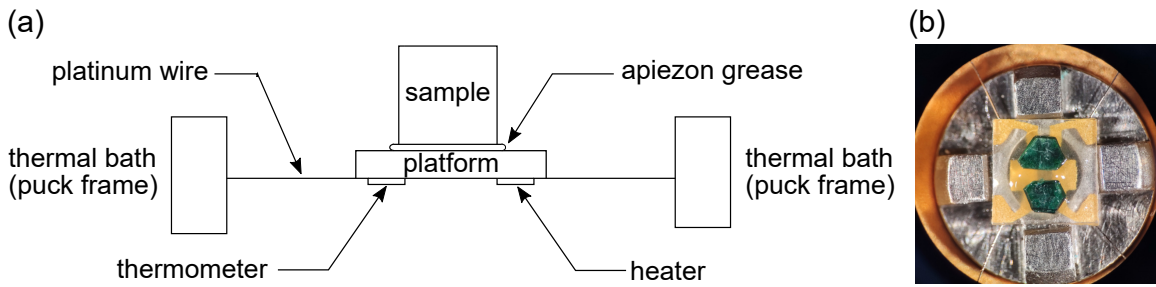 (a)
(b)
platinum wire
apiezon grease
sample
thermal bath
(puck frame)
platform
thermal bath
(puck frame)
thermometer
heater